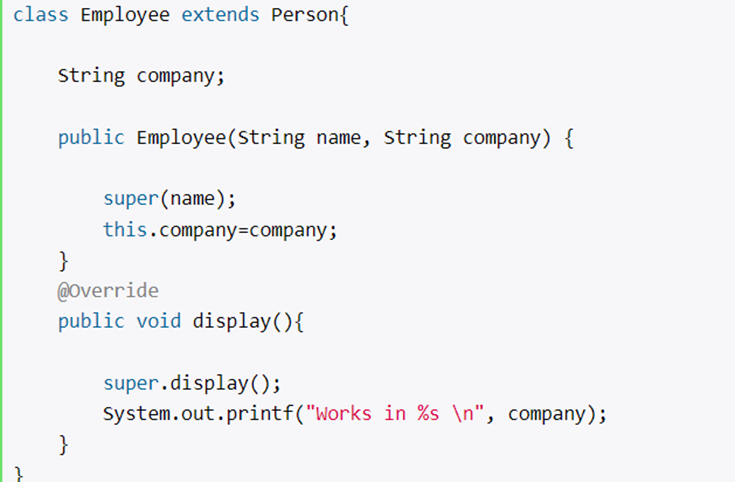 class Employee extends Person{
String company;
public Employee(String name, String company) {
super(name);
this.company=company;
}
@Override
public void display(){
super.display();
System.out.printf("Works in %s \n", company);
}
}